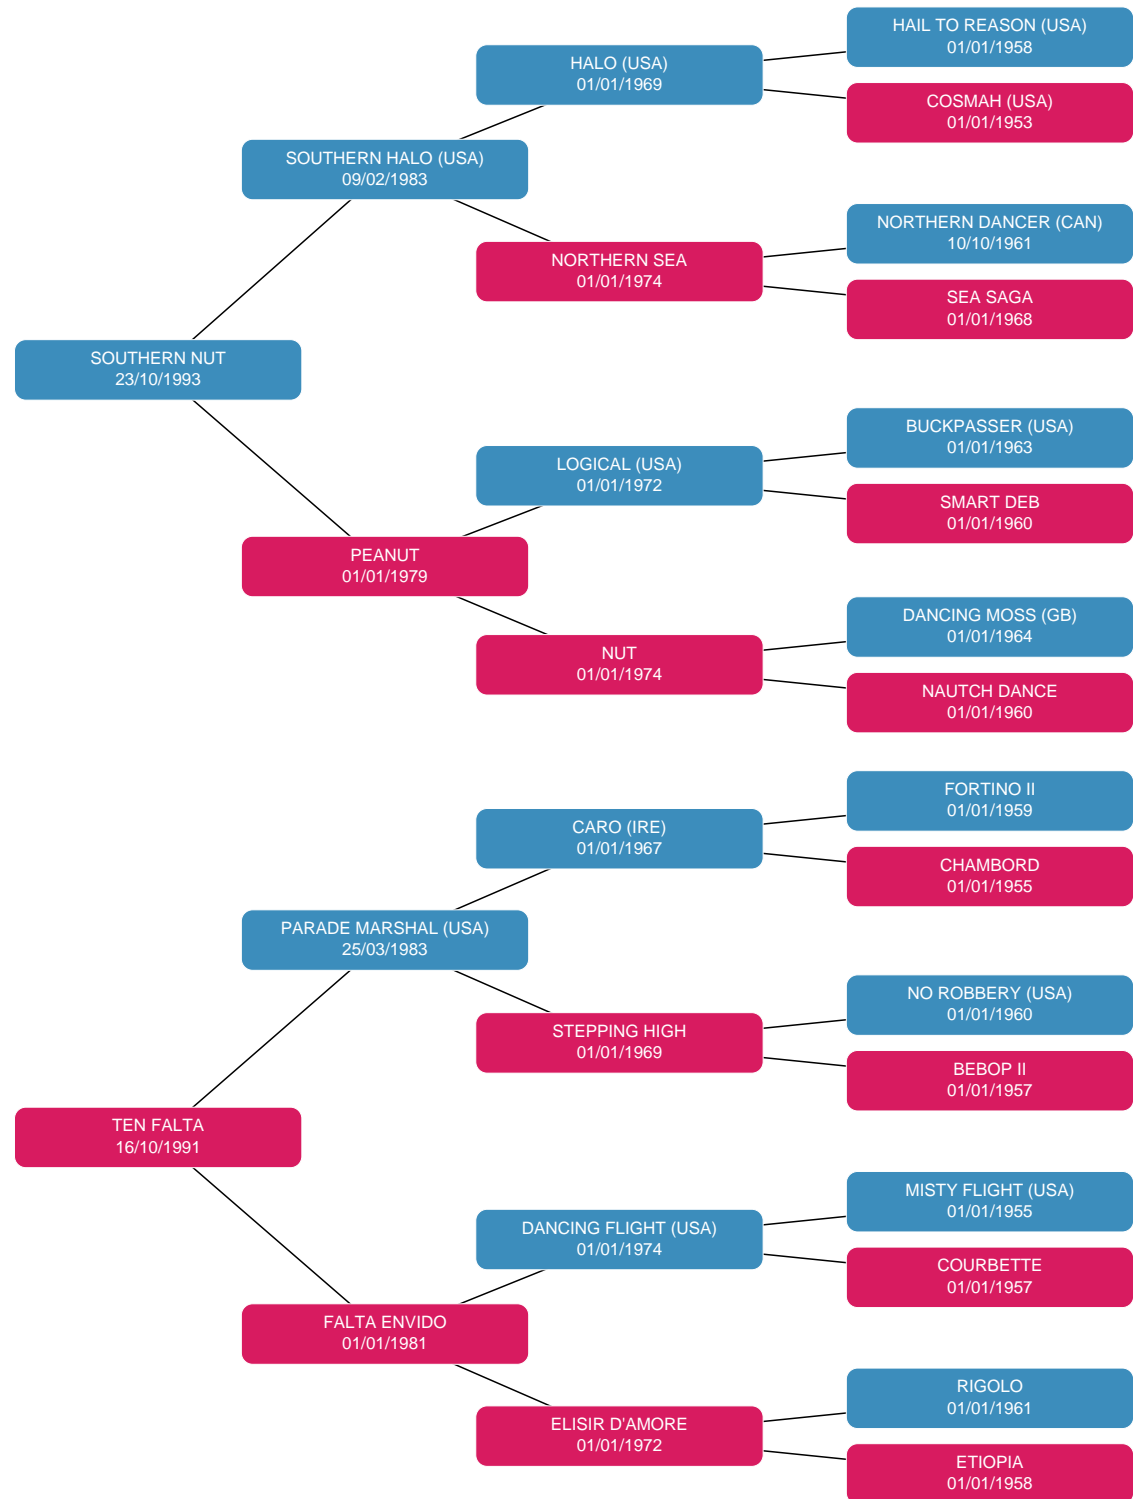 HAIL TO REASON (USA)
01/01/1958
HALO (USA)
01/01/1969
COSMAH (USA)
01/01/1953
SOUTHERN HALO (USA)
09/02/1983
NORTHERN DANCER (CAN)
10/10/1961
NORTHERN SEA
01/01/1974
SEA SAGA
01/01/1968
SOUTHERN NUT
23/10/1993
BUCKPASSER (USA)
01/01/1963
LOGICAL (USA)
01/01/1972
SMART DEB
01/01/1960
PEANUT
01/01/1979
DANCING MOSS (GB)
01/01/1964
NUT
01/01/1974
NAUTCH DANCE
01/01/1960
FORTINO II
01/01/1959
CARO (IRE)
01/01/1967
CHAMBORD
01/01/1955
PARADE MARSHAL (USA)
25/03/1983
NO ROBBERY (USA)
01/01/1960
STEPPING HIGH
01/01/1969
BEBOP II
01/01/1957
TEN FALTA
16/10/1991
MISTY FLIGHT (USA)
01/01/1955
DANCING FLIGHT (USA)
01/01/1974
COURBETTE
01/01/1957
FALTA ENVIDO
01/01/1981
RIGOLO
01/01/1961
ELISIR D'AMORE
01/01/1972
ETIOPIA
01/01/1958